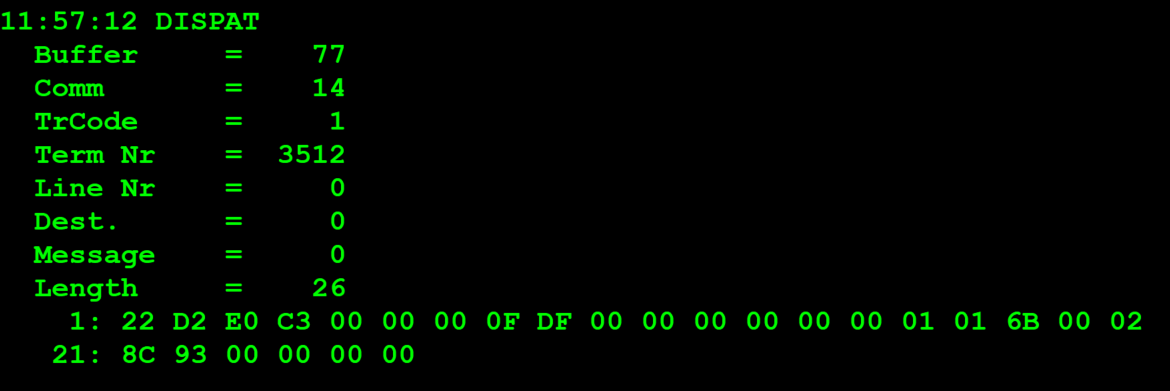 11:57:12 DISPAT
Buffer = 77
Comm = 14
TrCode = 1
Term Nr = 3512
Line Nr = 0
Dest. = 0
Message = 0
Length = 26
1: 22 D2 E0 C3 00 00 00 0F DF 00 00 00 00 00 00 01 01 6B 00 02
21: 8C 93 00 00 00 00